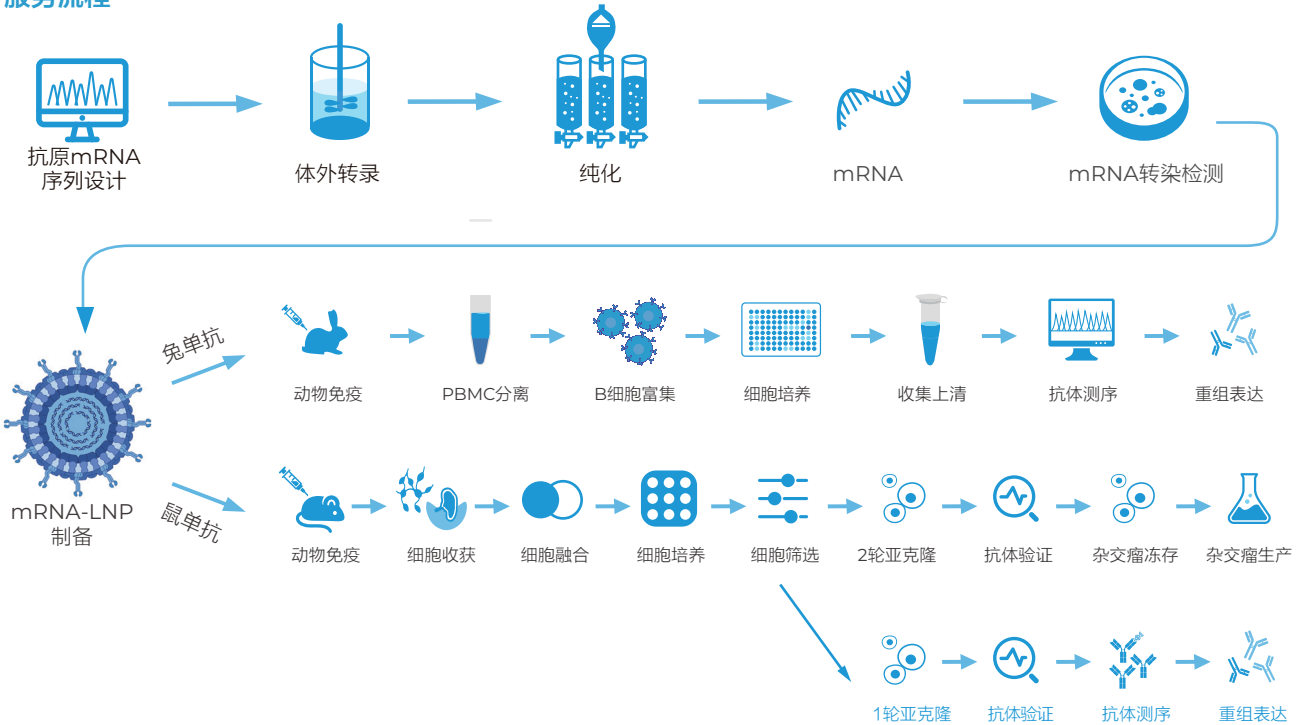 服务流程
抗原mRNA
序列设计
体外转录
纯化
mRNA
mRNA转染检测
兔单抗
动物免疫
PBMC分离
B细胞富集
细胞培养
收集上清
抗体测序
重组表达
mRNA-LNP
制备
鼠单抗
动物免疫
细胞收获
细胞融合
细胞培养
细胞筛选
2轮亚克隆
抗体验证
杂交瘤冻存
杂交瘤生产
1轮亚克隆
抗体验证
抗体测序
重组表达